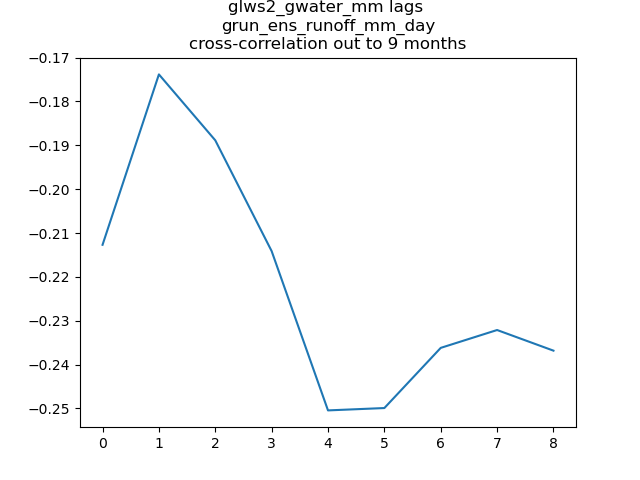 glws2_gwater_mm lags
grun_ens_runoff_mm_day
cross-correlation out to 9 months
−0.17
−0.18
−0.19
−0.20
−0.21
−0.22
−0.23
−0.24
−0.25
0 1 2 3 4 5 6 7 8